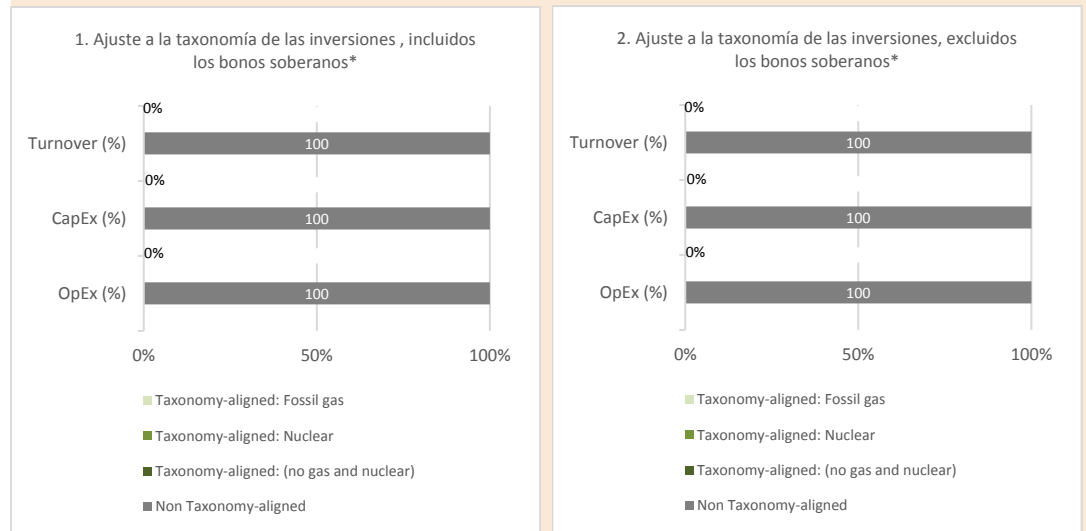 1. Ajuste a la taxonomía de las inversiones , incluidos
los bonos soberanos*
0%
Turnover (%)
100
0%
CapEx (%)
100
0%
OpEx (%)
100
0%
50%
100%
Taxonomy-aligned: Fossil gas
Taxonomy-aligned: Nuclear
Taxonomy-aligned: (no gas and nuclear)
Non Taxonomy-aligned
2. Ajuste a la taxonomía de las inversiones, excluidos
los bonos soberanos*
0%
Turnover (%)
100
0%
CapEx (%)
100
0%
OpEx (%)
100
0%
50%
100%
Taxonomy-aligned: Fossil gas
Taxonomy-aligned: Nuclear
Taxonomy-aligned: (no gas and nuclear)
Non Taxonomy-aligned